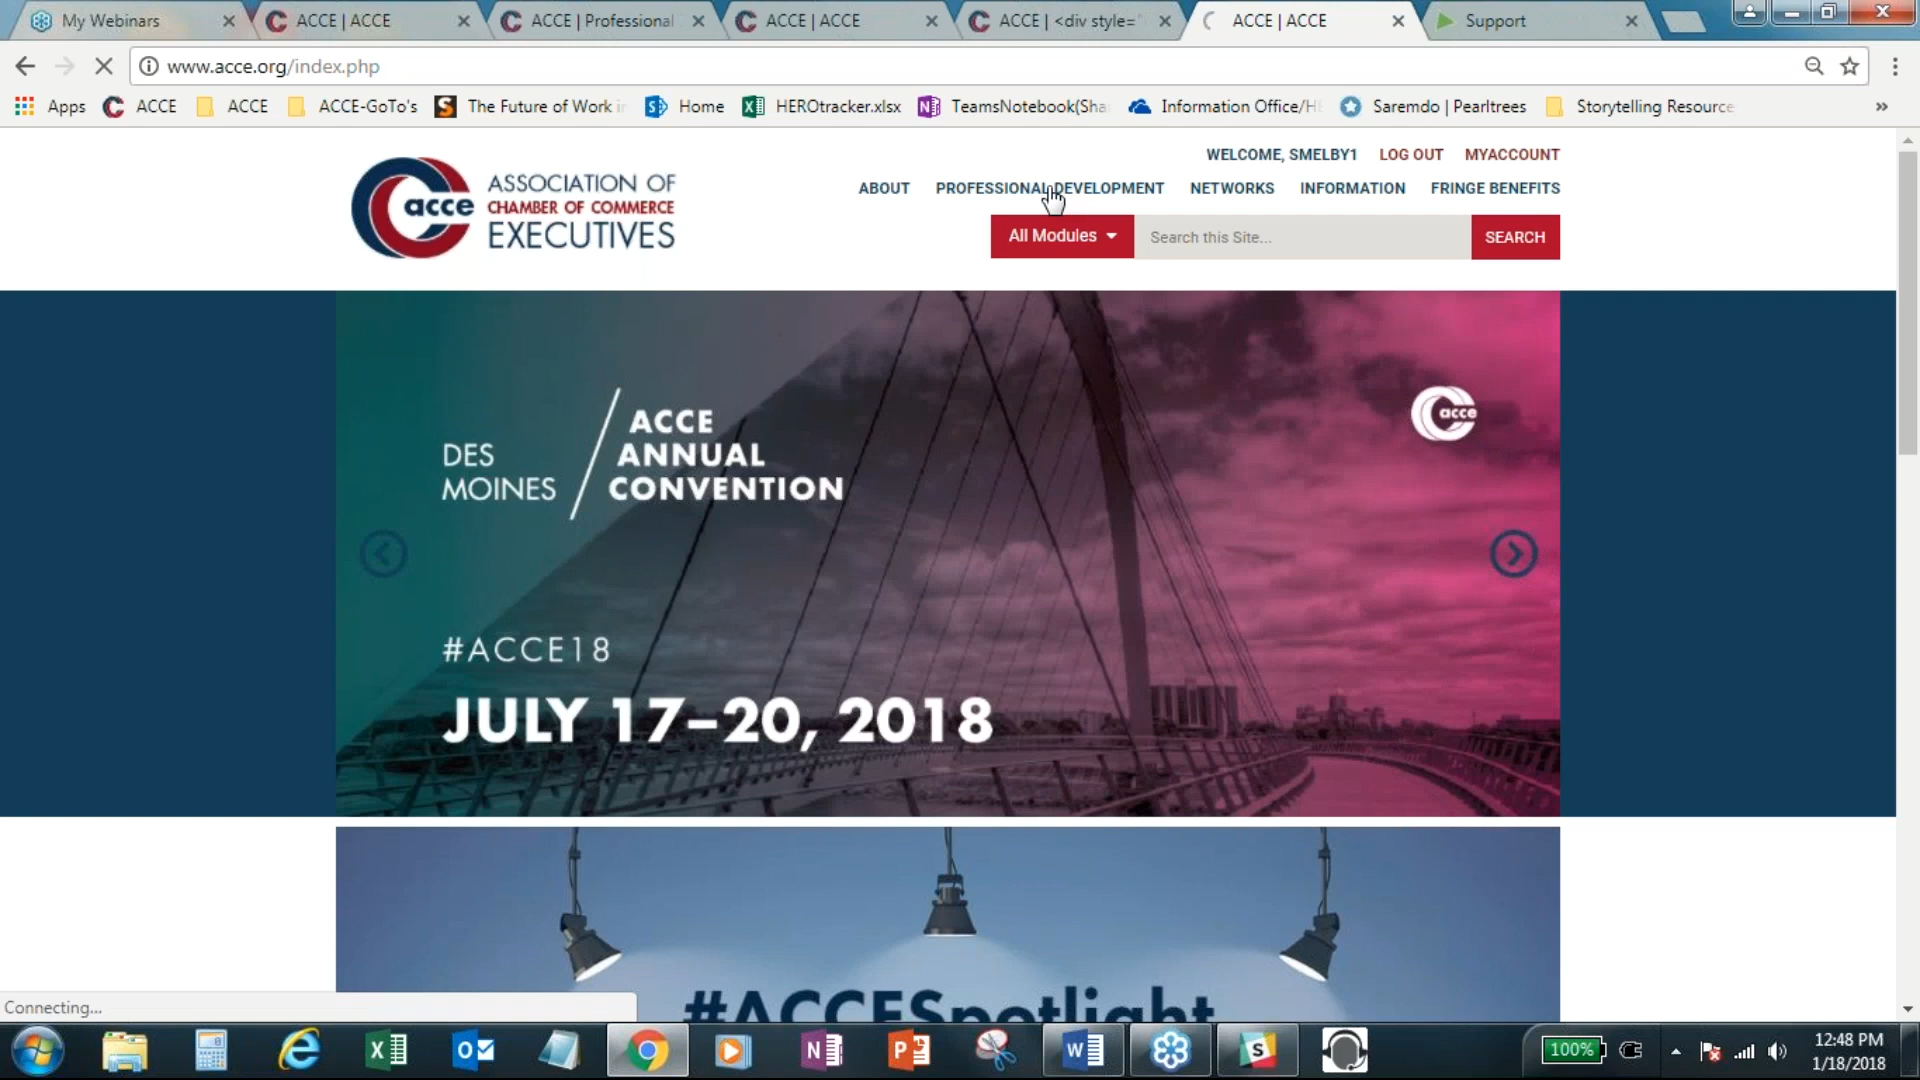 My Webinars
ACCE | ACCE
ACCE | Professional
ACCE | ACCE
ACCE | <div style="
ACCE | ACCE
Support
www.acce.org/index.php
Apps
ACCE
ACCE
ACCE-GoTo's
The Future of Work in
Home
HEROtracker.xlsx
TeamsNotebook(Sha
Information Office/H
Saremdo | Pearltrees
Storytelling Resource
»
WELCOME, SMELBY1 LOG OUT MYACCOUNT
ABOUT PROFESSIONAL DEVELOPMENT NETWORKS INFORMATION FRINGE BENEFITS
acce
ASSOCIATION OF
CHAMBER OF COMMERCE
EXECUTIVES
All Modules
Search this Site...
SEARCH
DES
MOINES
ACCE
ANNUAL
CONVENTION
acce
#ACCE18
JULY 17–20, 2018
#ACCESpotlight
Connecting...
100%
12:48 PM
1/18/2018